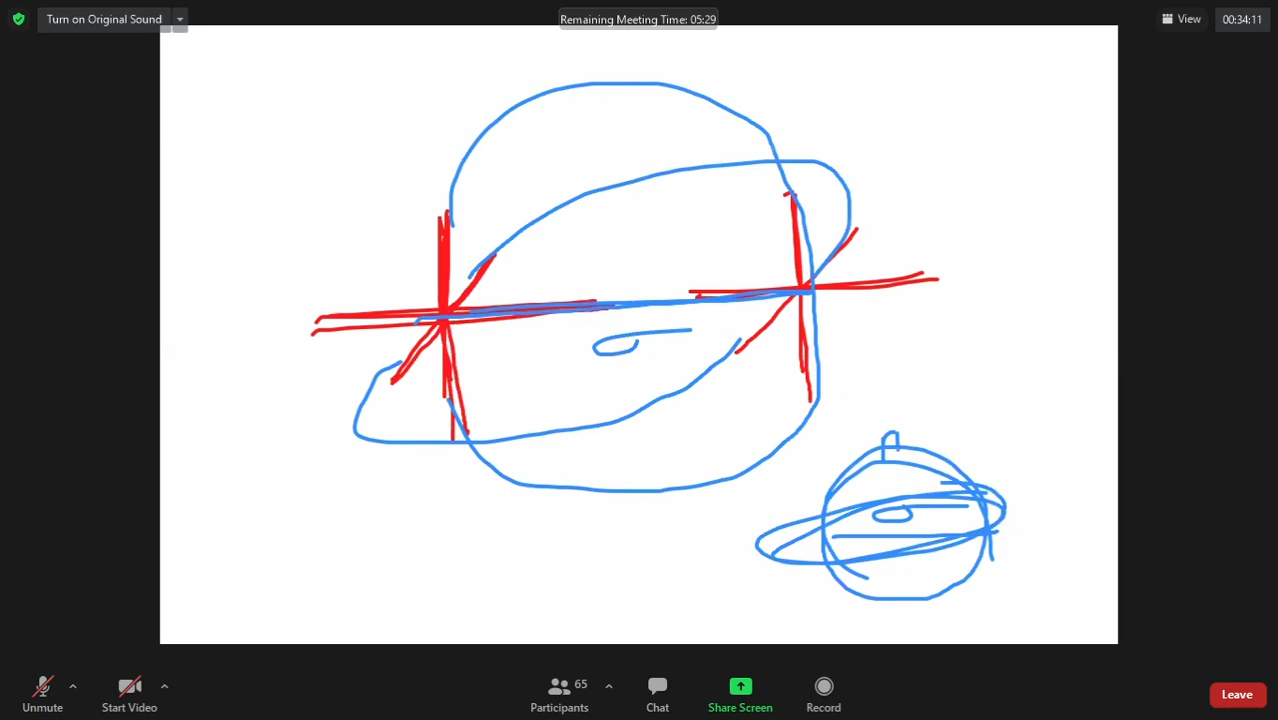 Turn on Original Sound
Remaining Meeting Time: 05:29
View
00:34:11
Unmute
Start Video
65
Participants
Chat
Share Screen
Record
Leave